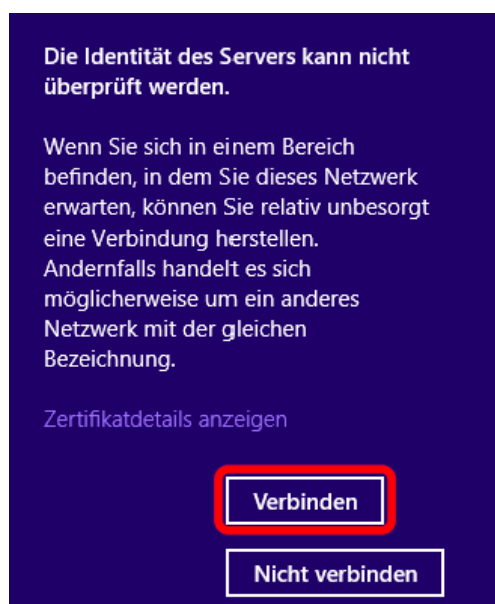 Die Identität des Servers kann nicht
überprüft werden.
Wenn Sie sich in einem Bereich
befinden, in dem Sie dieses Netzwerk
erwarten, können Sie relativ unbesorgt
eine Verbindung herstellen.
Andernfalls handelt es sich
möglicherweise um ein anderes
Netzwerk mit der gleichen
Bezeichnung.
Zertifikatdetails anzeigen
Verbinden
Nicht verbinden